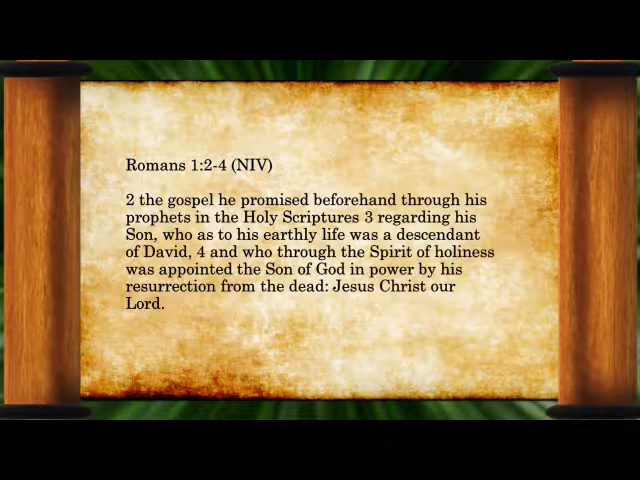 Romans 1:2-4 (NIV)
2 the gospel he promised beforehand through his
prophets in the Holy Scriptures 3 regarding his
Son, who as to his earthly life was a descendant
of David, 4 and who through the Spirit of holiness
was appointed the Son of God in power by his
resurrection from the dead: Jesus Christ our
Lord.